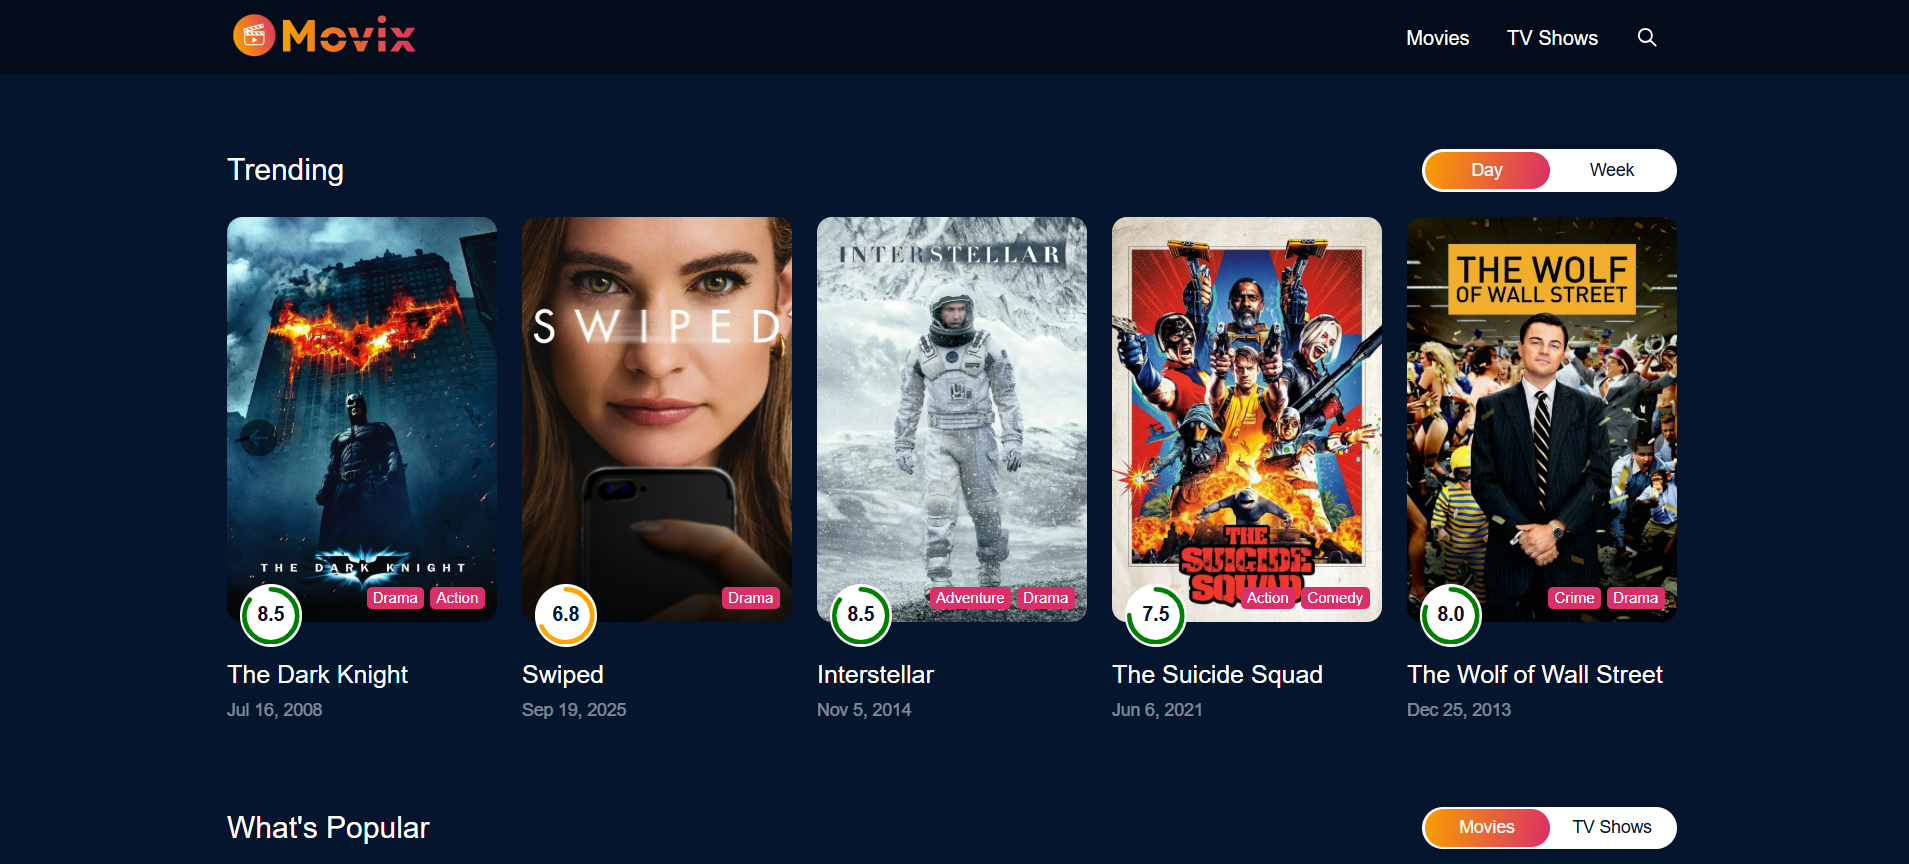 Movix
Movies TV Shows
Trending
Day Week
THE DARK KNIGHT
Drama Action
8.5
The Dark Knight
Jul 16, 2008
SWIPED
Drama
6.8
Swiped
Sep 19, 2025
INTERSTELLAR
Adventure Drama
8.5
Interstellar
Nov 5, 2014
THE
SUICIDE
SQUAD
Action Comedy
7.5
The Suicide Squad
Jun 6, 2021
THE WOLF
OF WALL STREET
Crime Drama
8.0
The Wolf of Wall Street
Dec 25, 2013
What's Popular
Movies TV Shows